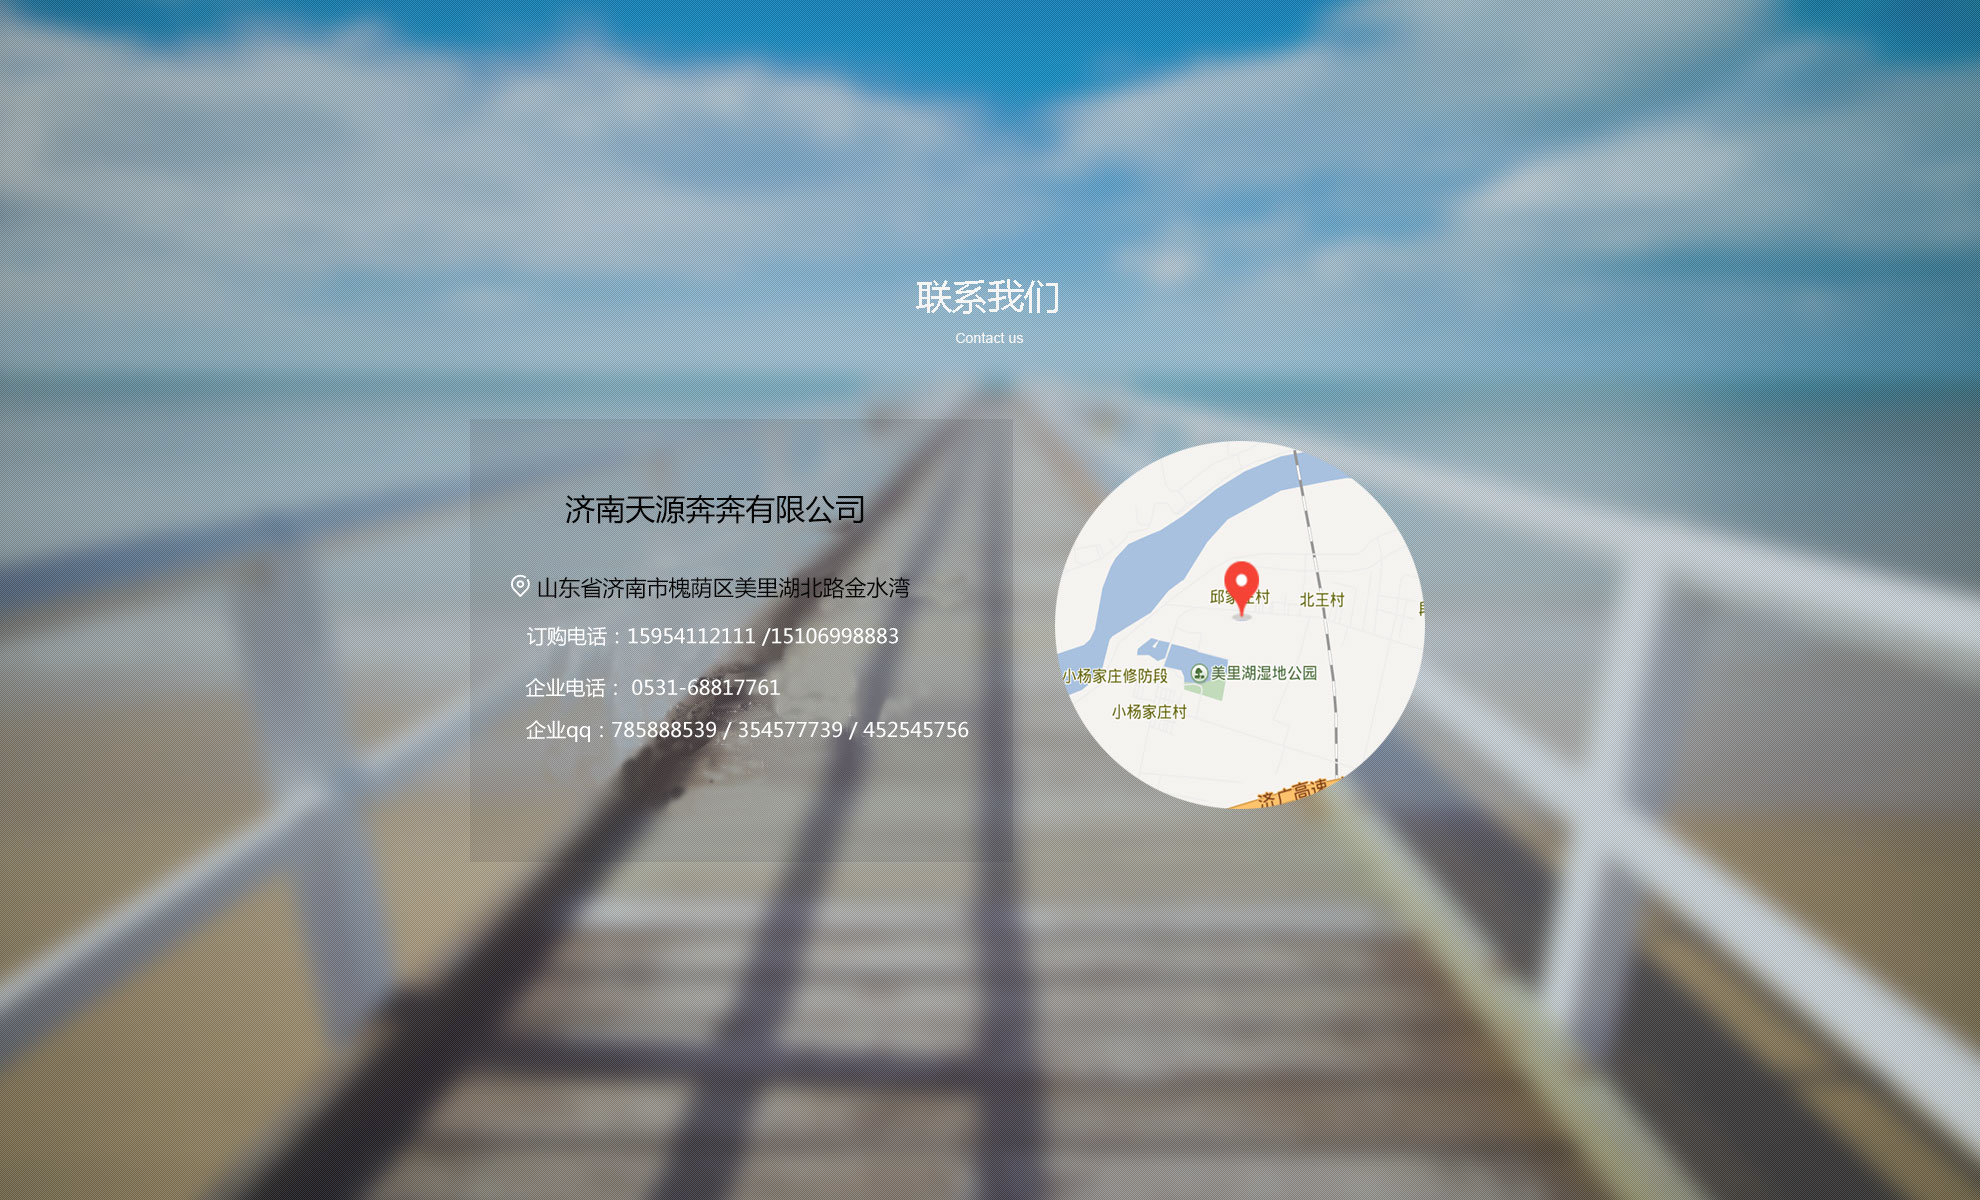 联系我们
Contact us
济南天源奔奔有限公司
山东省济南市槐荫区美里湖北路金水湾
订购电话：15954112111 /15106998883
企业电话： 0531-68817761
企业qq：785888539 / 354577739 / 452545756
邱家庄村
北王村
美里湖湿地公园
小杨家庄修防段
小杨家庄村
济广高速